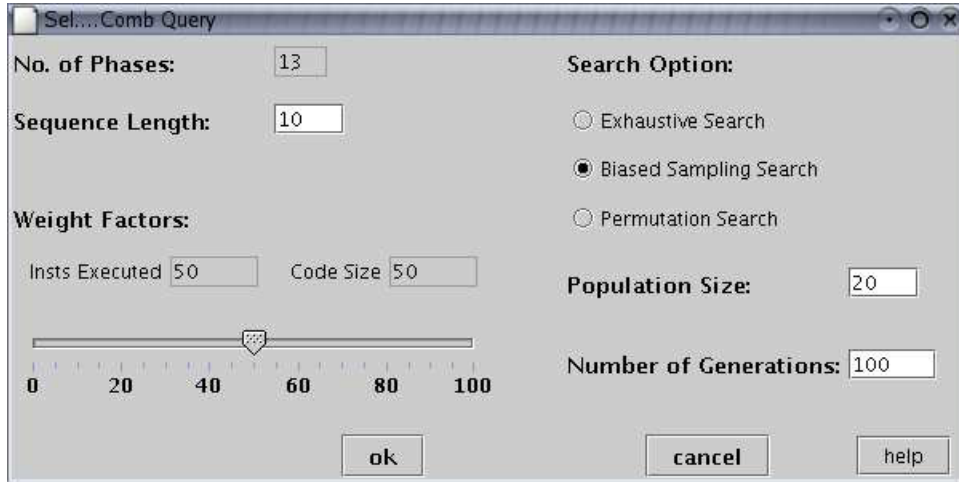 Sel....Comb Query
No. of Phases: 13
Sequence Length: 10
Weight Factors:
Insts Executed 50 Code Size 50
0 20 40 60 80 100
Search Option:
Exhaustive Search
Biased Sampling Search
Permutation Search
Population Size: 20
Number of Generations: 100
ok cancel help